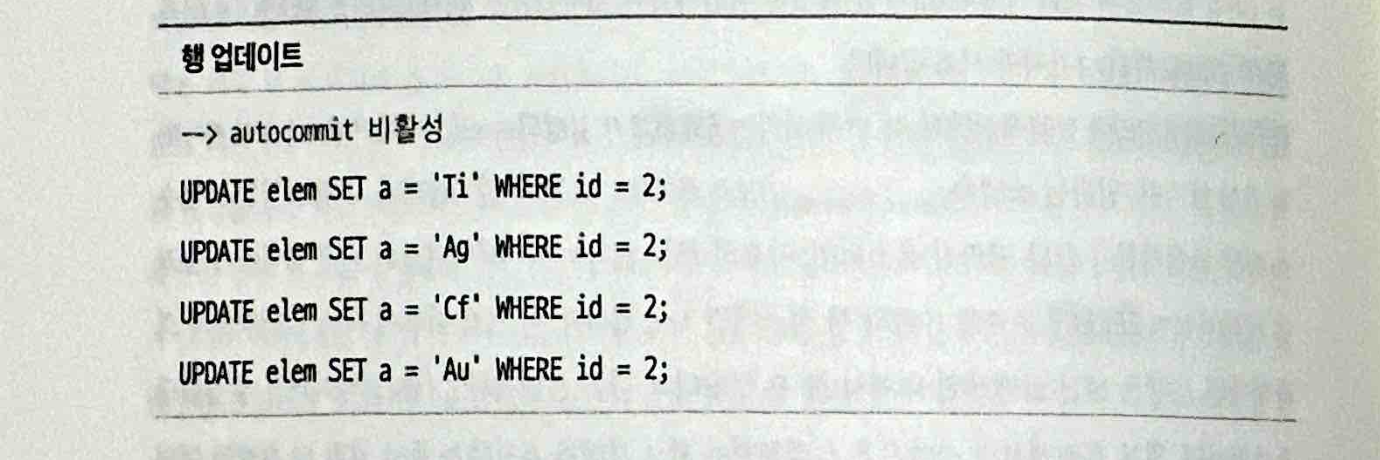 행 업데이트
--> autocommit 비활성
UPDATE elem SET a = 'Ti' WHERE id = 2;
UPDATE elem SET a = 'Ag' WHERE id = 2;
UPDATE elem SET a = 'Cf' WHERE id = 2;
UPDATE elem SET a = 'Au' WHERE id = 2;